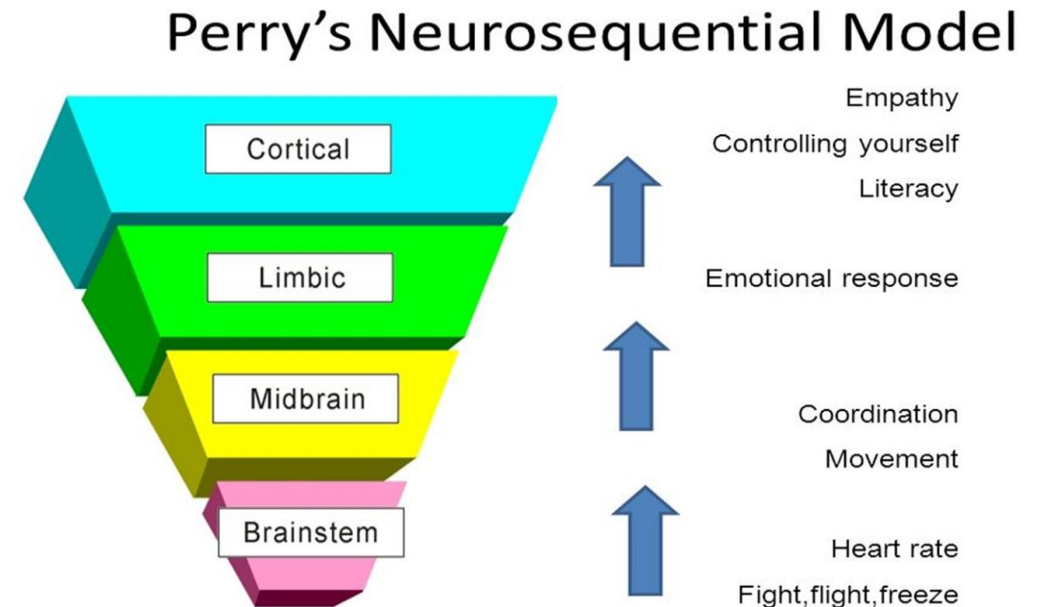 Perry’s Neurosequential Model
Cortical
Limbic
Midbrain
Brainstem
Empathy
Controlling yourself
Literacy
Emotional response
Coordination
Movement
Heart rate
Fight,flight,freeze